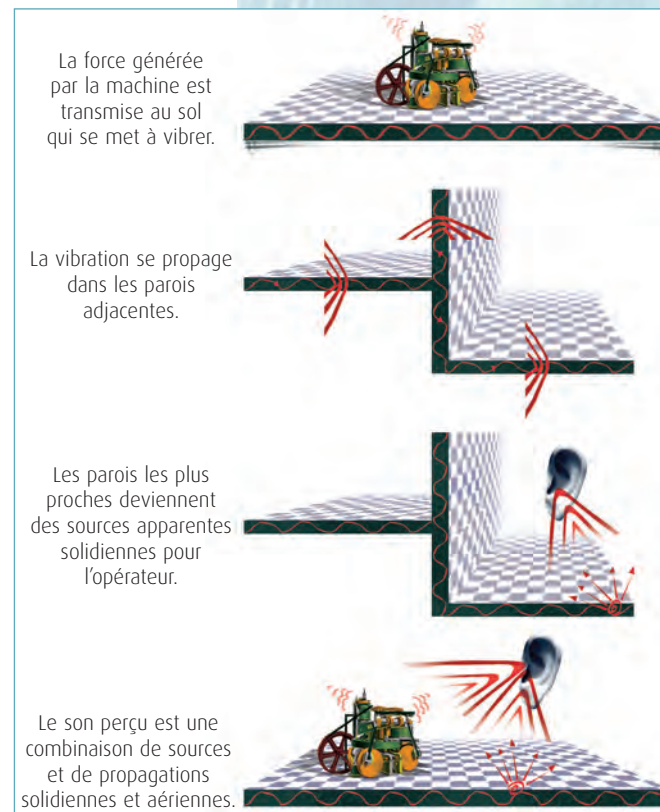 La force générée
par la machine est
transmise au sol
qui se met à vibrer.
La vibration se propage
dans les parois
adjacentes.
Les parois les plus
proches deviennent
des sources apparentes
solidiennes pour
l'opérateur.
Le son perçu est une
combinaison de sources
et de propagations
solidiennes et aériennes.